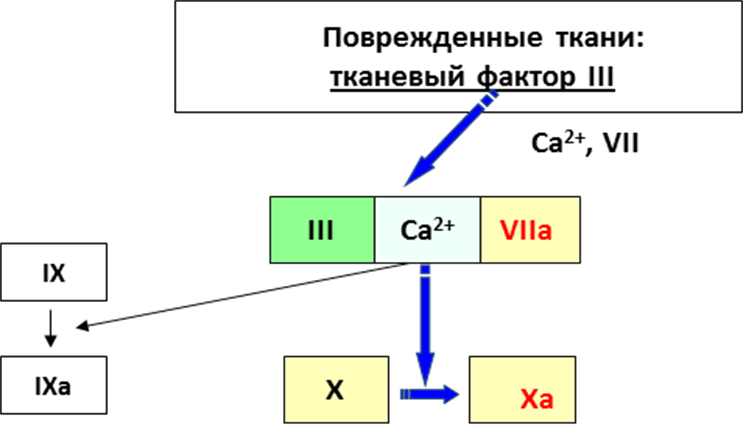 Поврежденные ткани:
тканевый фактор III
Ca²⁺, VII
III
Ca²⁺
VIIa
IX
IXa
X
Xa